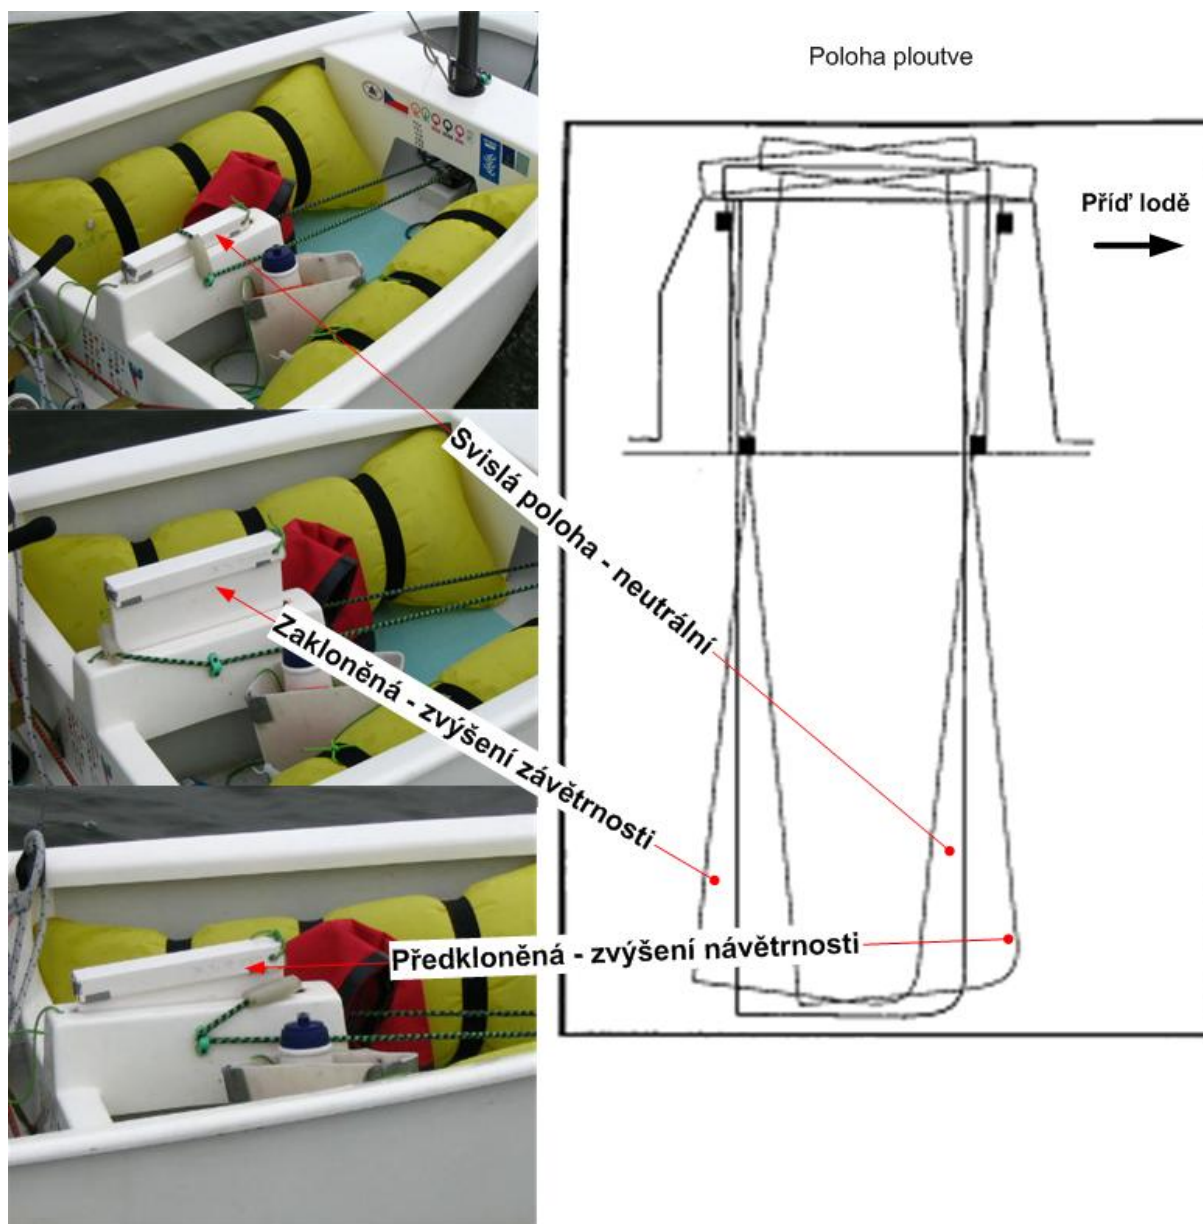 Poloha ploutve
Příď lodě
Svislá poloha - neutrální
Zakloněná - zvýšení závětrnosti
Předkloněná - zvýšení návětrnosti